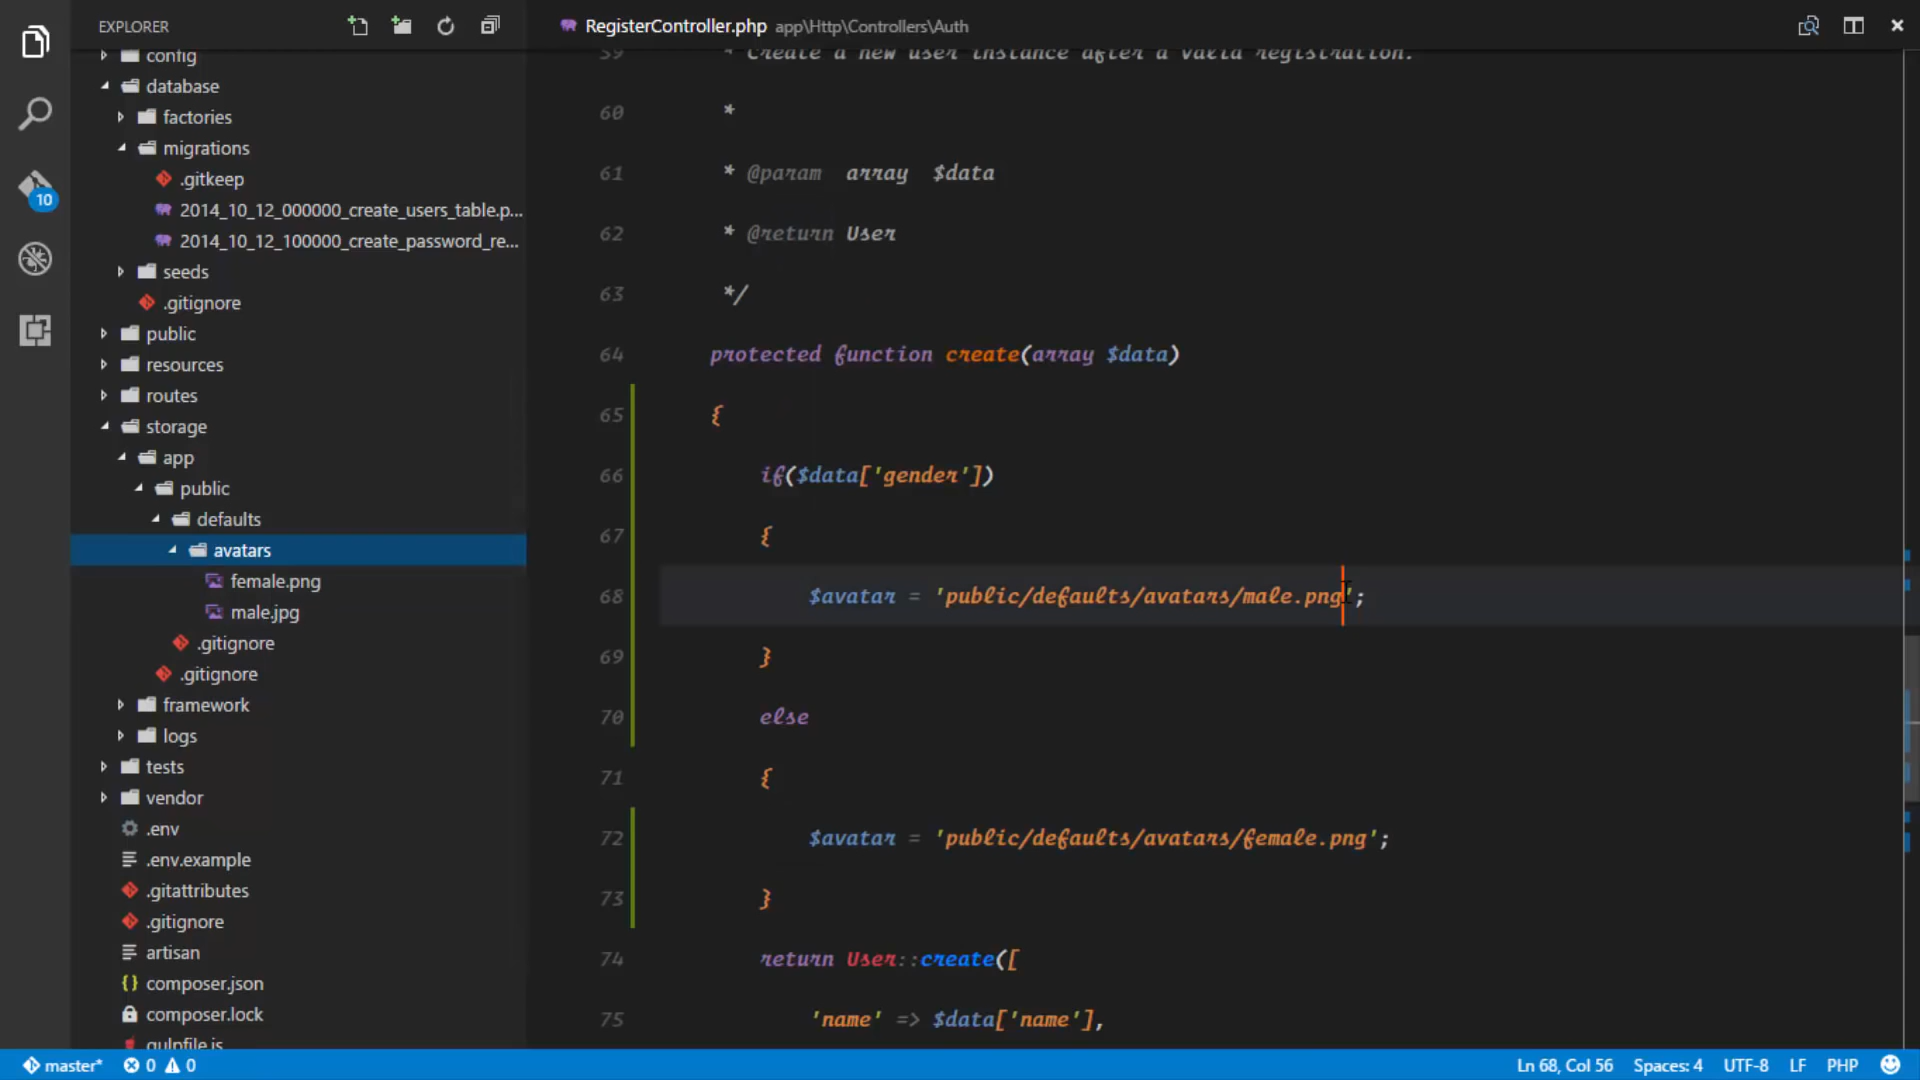 EXPLORER
config
database
factories
migrations
.gitkeep
2014_10_12_000000_create_users_table.p...
2014_10_12_100000_create_password_re...
seeds
.gitignore
public
resources
routes
storage
app
public
defaults
avatars
female.png
male.jpg
.gitignore
.gitignore
framework
logs
tests
vendor
.env
.env.example
.gitattributes
.gitignore
artisan
composer.json
composer.lock
gulpfile.js
10
RegisterController.php app\Http\Controllers\Auth
59 * Create a new user instance after a valid registration.
60 *
61 * @param array $data
62 * @return User
63 */
64 protected function create(array $data)
65 {
66 if($data['gender'])
67 {
68 $avatar = 'public/defaults/avatars/male.png';
69 }
70 else
71 {
72 $avatar = 'public/defaults/avatars/female.png';
73 }
74 return User::create([
75 'name' => $data['name'],
master* 0 0 Ln 68, Col 56 Spaces: 4 UTF-8 LF PHP